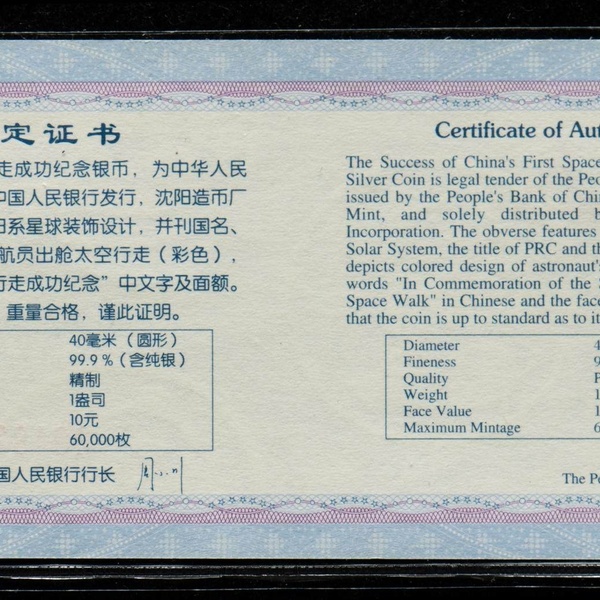 定证书
走成功纪念银币，为中华人民
中国人民银行发行，沈阳造币厂
日系星球装饰设计，并刊国名、
航员出舱太空行走（彩色），
行走成功纪念”中文字及面额。
重量合格，谨此证明。
40毫米（圆形）
99.9%（含纯银）
精制
1盎司
10元
60,000枚
国人民银行行长
Certificate of Aut
The Success of China's First Space
Silver Coin is legal tender of the Peo
issued by the People's Bank of Chin
Mint, and solely distributed b
Incorporation. The obverse features
Solar System, the title of PRC and th
depicts colored design of astronaut's
words "In Commemoration of the S
Space Walk" in Chinese and the face
that the coin is up to standard as to it
Diameter 4
Fineness 9
Quality P
Weight 1
Face Value 1
Maximum Mintage 6
The Pe